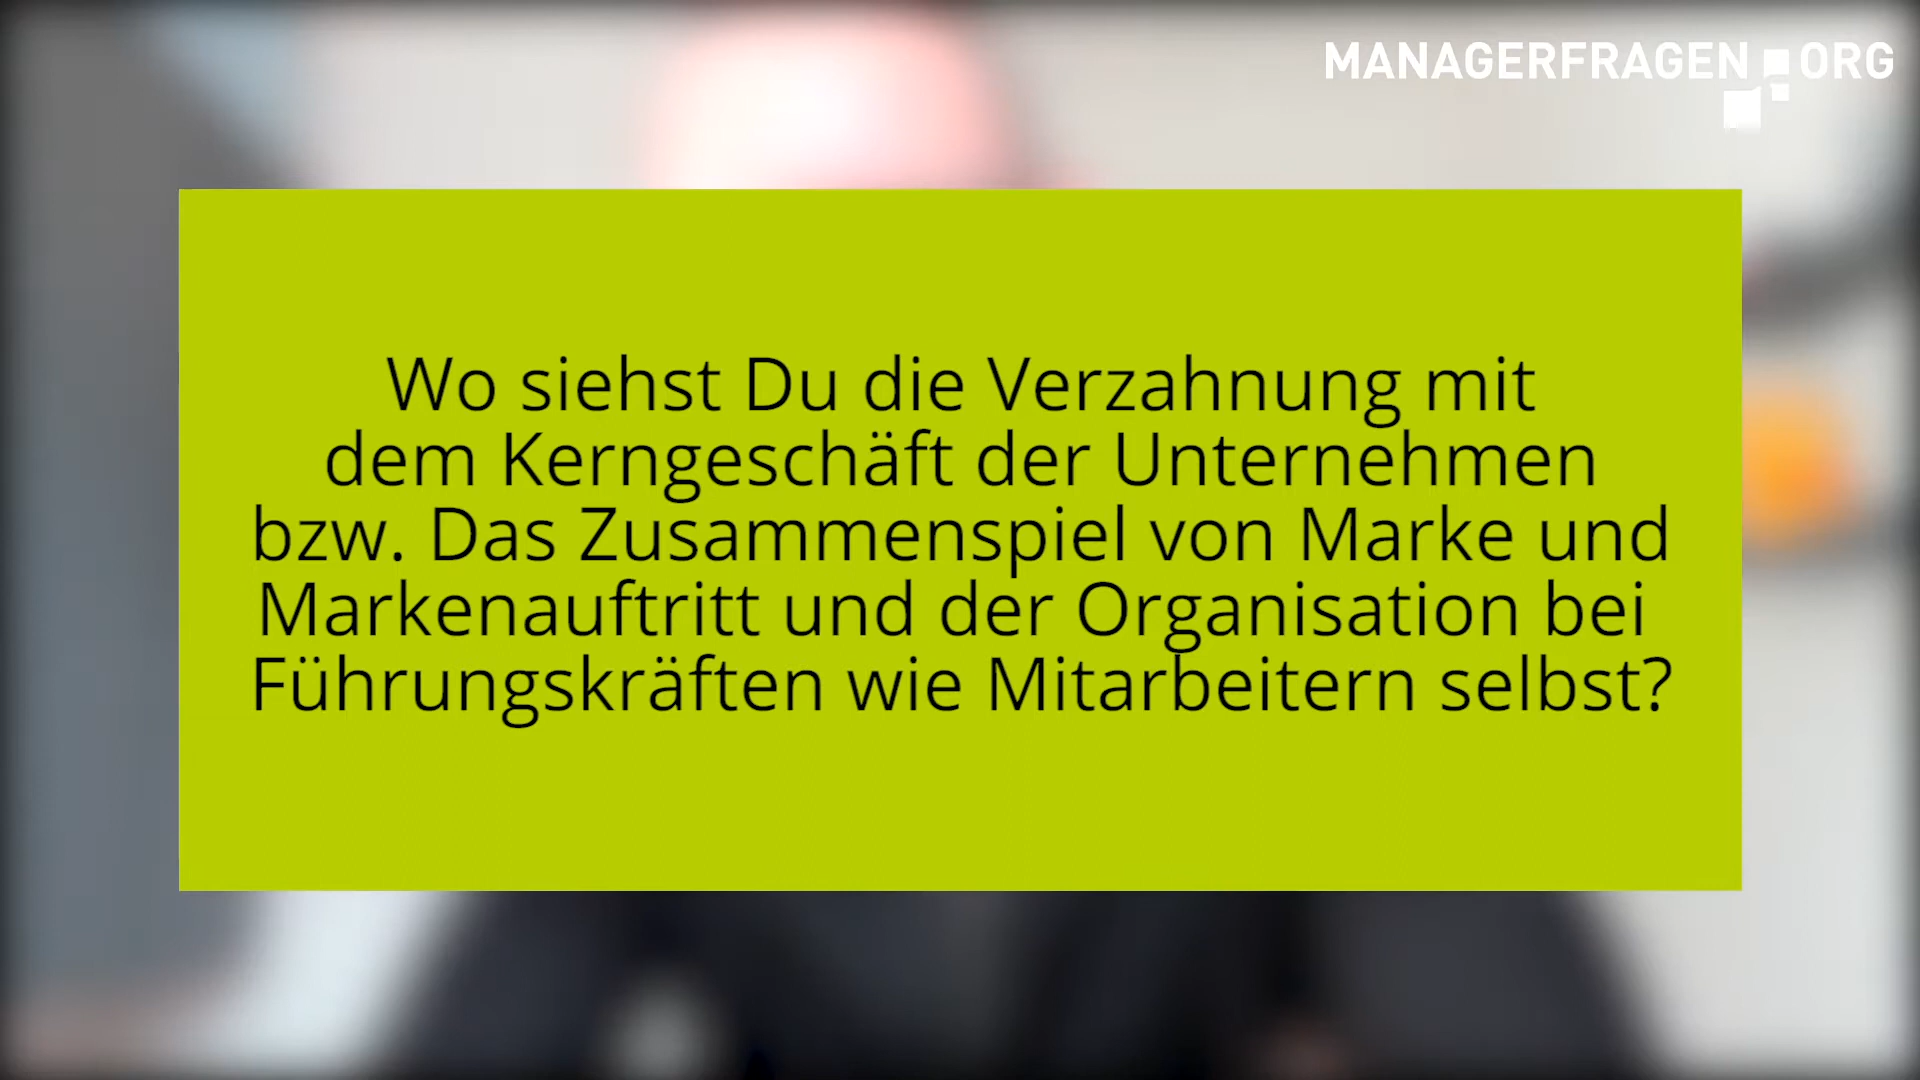 MANAGERFRAGEN.ORG
Wo siehst Du die Verzahnung mit
dem Kerngeschäft der Unternehmen
bzw. Das Zusammenspiel von Marke und
Markenauftritt und der Organisation bei
Führungskräften wie Mitarbeitern selbst?